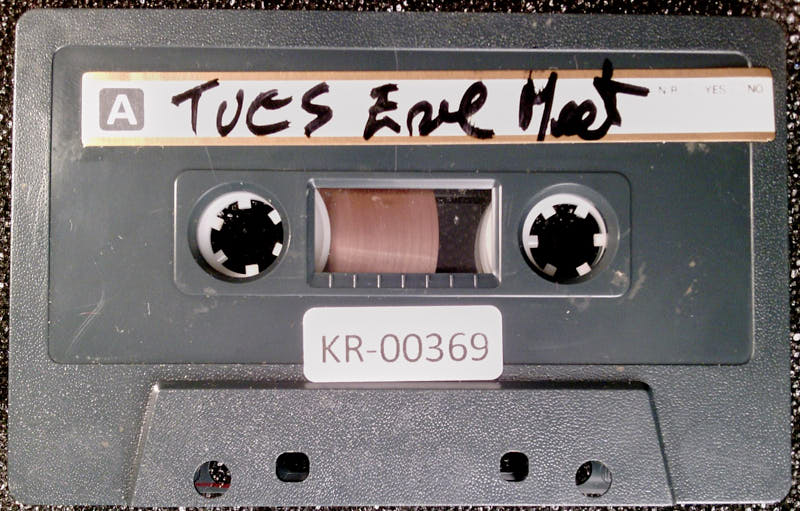 A TUES Eve Meet N.R. YES NO
KR-00369